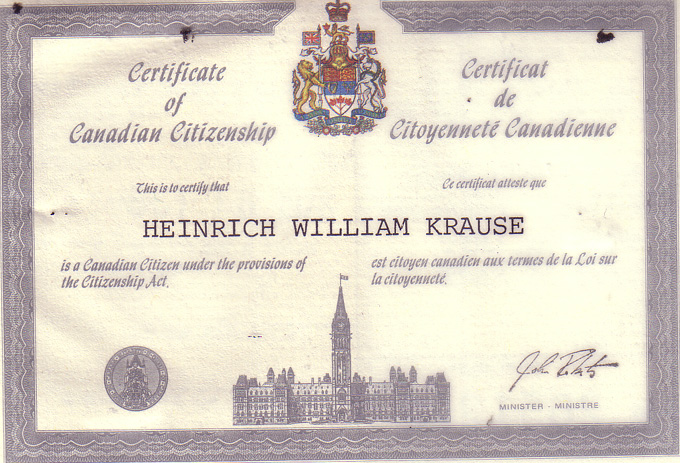 Certificate
of
Canadian Citizenship
Certificat
de
Citoyenneté Canadienne
This is to certify that
Ce certificat atteste que
HEINRICH WILLIAM KRAUSE
is a Canadian Citizen under the provisions of
the Citizenship Act.
est citoyen canadien aux termes de la Loi sur
la citoyenneté.
John Roberts
MINISTER - MINISTRE